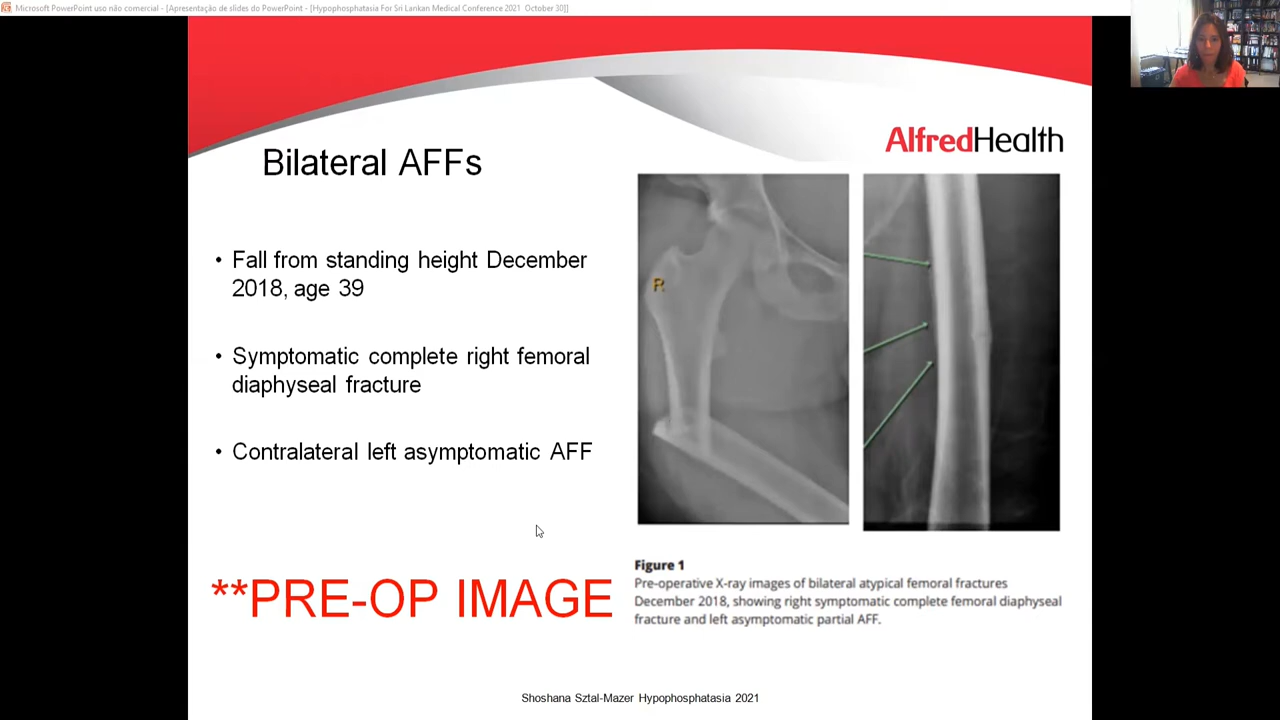 Microsoft PowerPoint uso não comercial - [Apresentação de slides do PowerPoint - [Hypophosphatasia For Sri Lankan Medical Conference 2021 October 30]]
AlfredHealth
Bilateral AFFs
• Fall from standing height December
2018, age 39
• Symptomatic complete right femoral
diaphyseal fracture
• Contralateral left asymptomatic AFF
**PRE-OP IMAGE
R
Figure 1
Pre-operative X-ray images of bilateral atypical femoral fractures
December 2018, showing right symptomatic complete femoral diaphyseal
fracture and left asymptomatic partial AFF.
Shoshana Sztal-Mazer Hypophosphatasia 2021